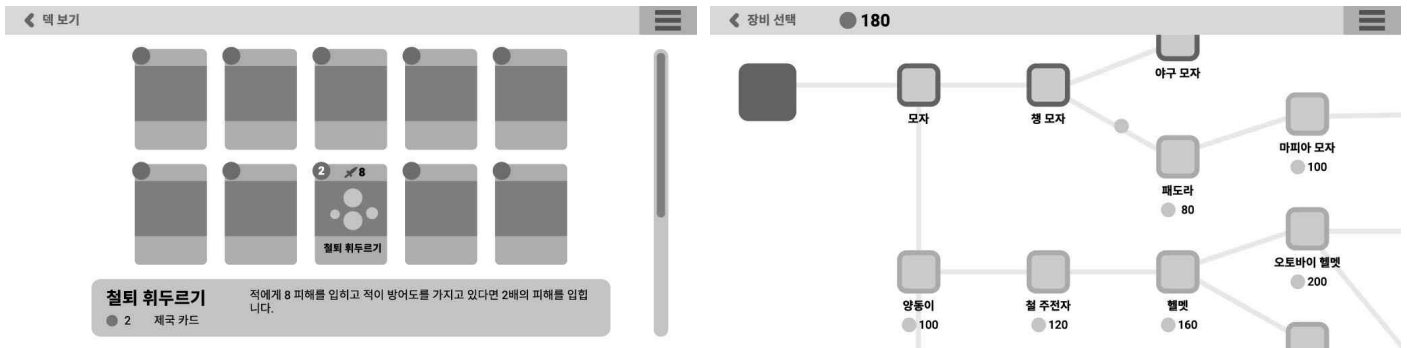 덱 보기
2 8
철퇴 휘두르기
철퇴 휘두르기
2 제국 카드
적에게 8 피해를 입히고 적이 방어도를 가지고 있다면 2배의 피해를 입힙
니다.
장비 선택 180
야구 모자
모자
챙 모자
마피아 모자
100
패도라
80
오토바이 헬멧
200
양동이
100
철 주전자
120
헬멧
160